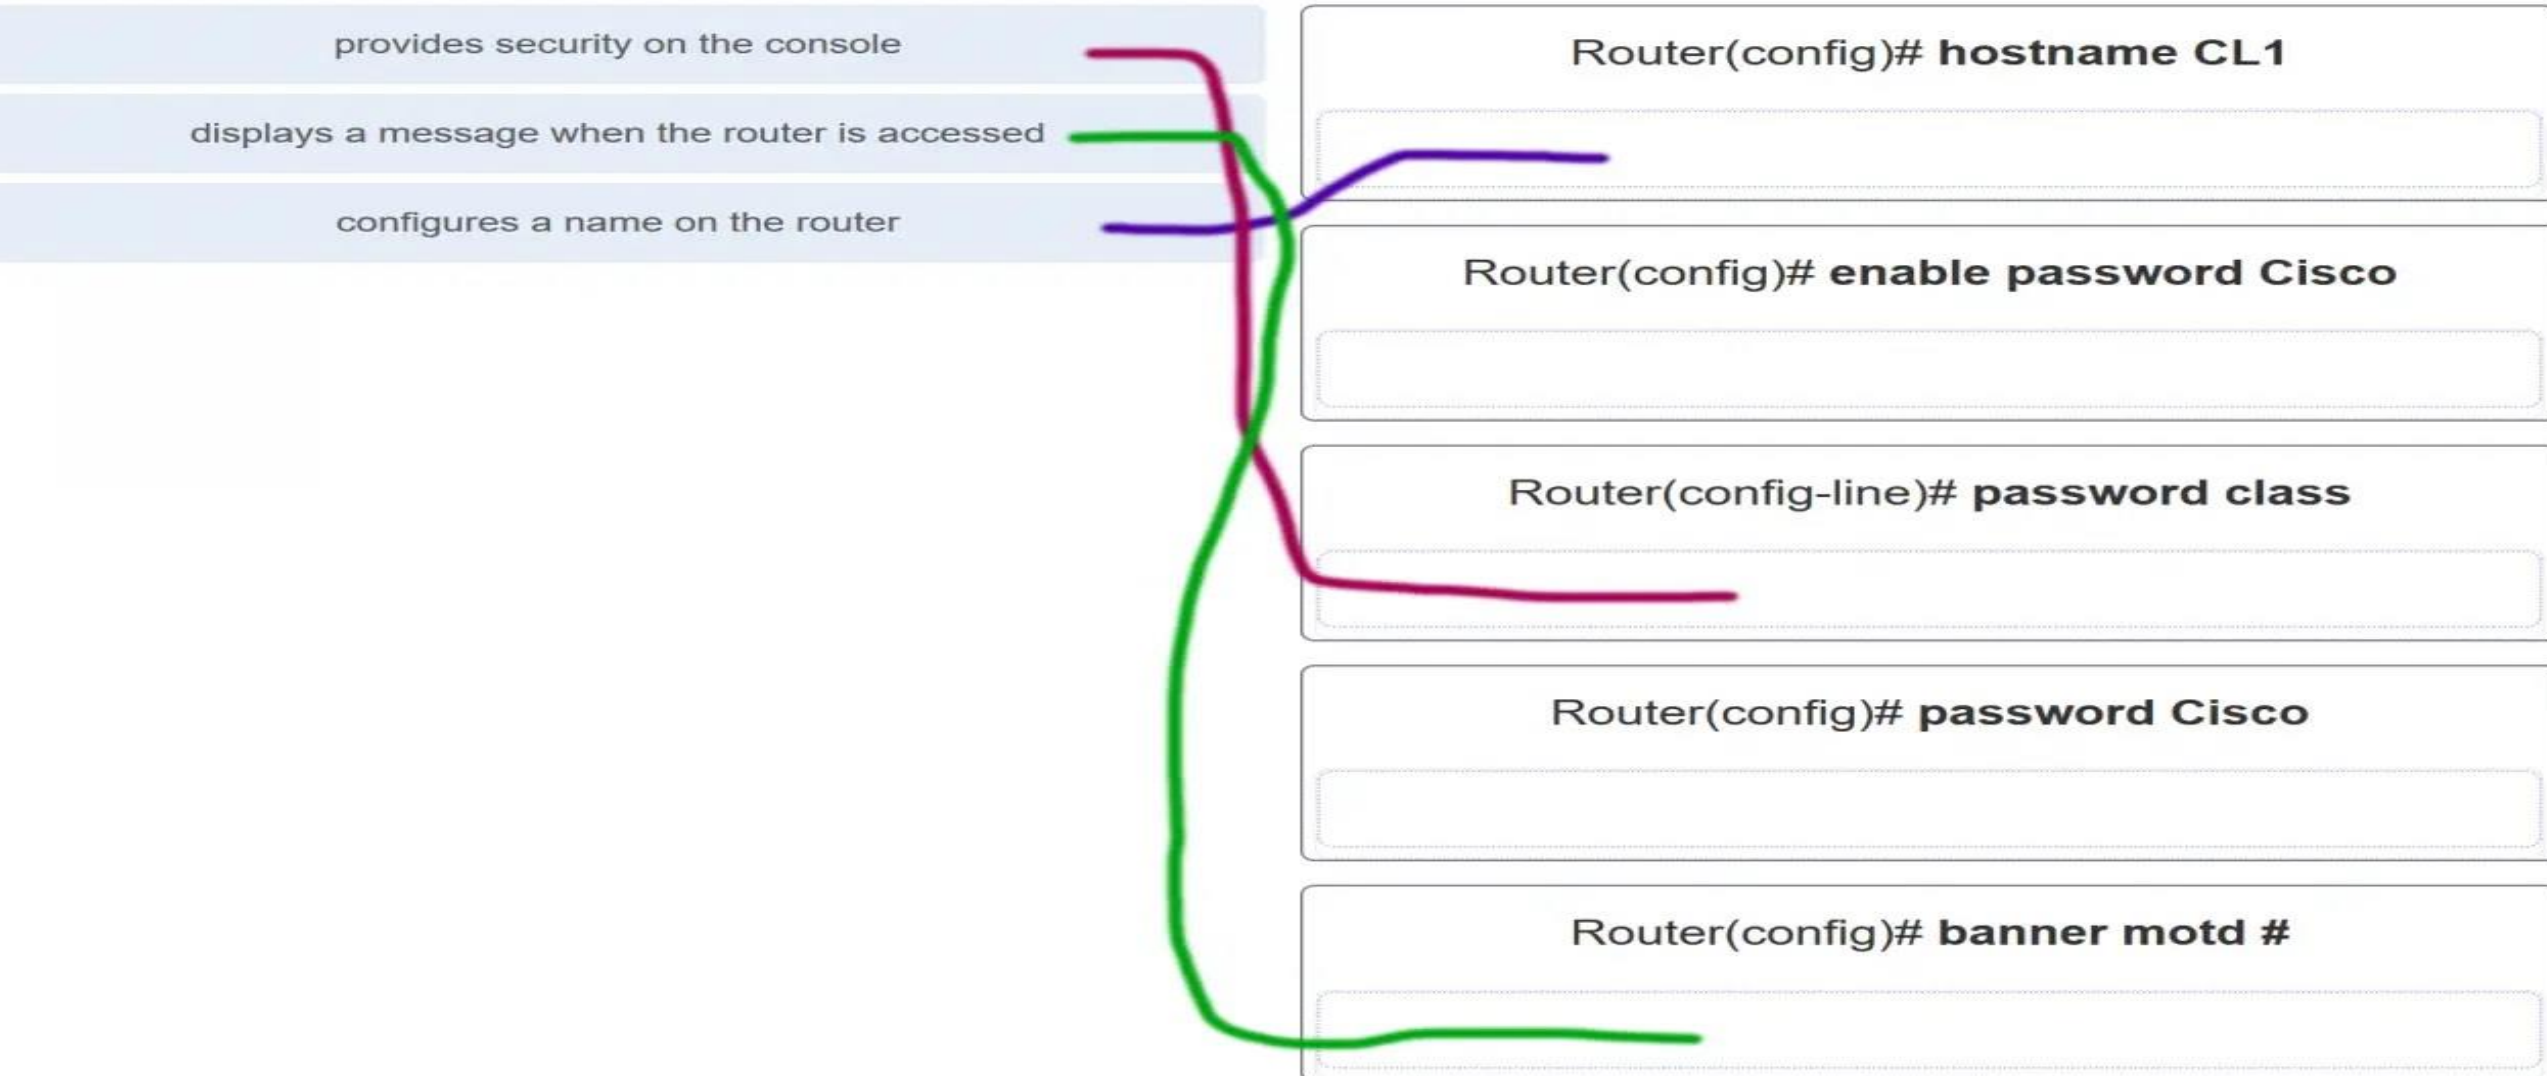 provides security on the console
displays a message when the router is accessed
configures a name on the router
Router(config)# hostname CL1
Router(config)# enable password Cisco
Router(config-line)# password class
Router(config)# password Cisco
Router(config)# banner motd #